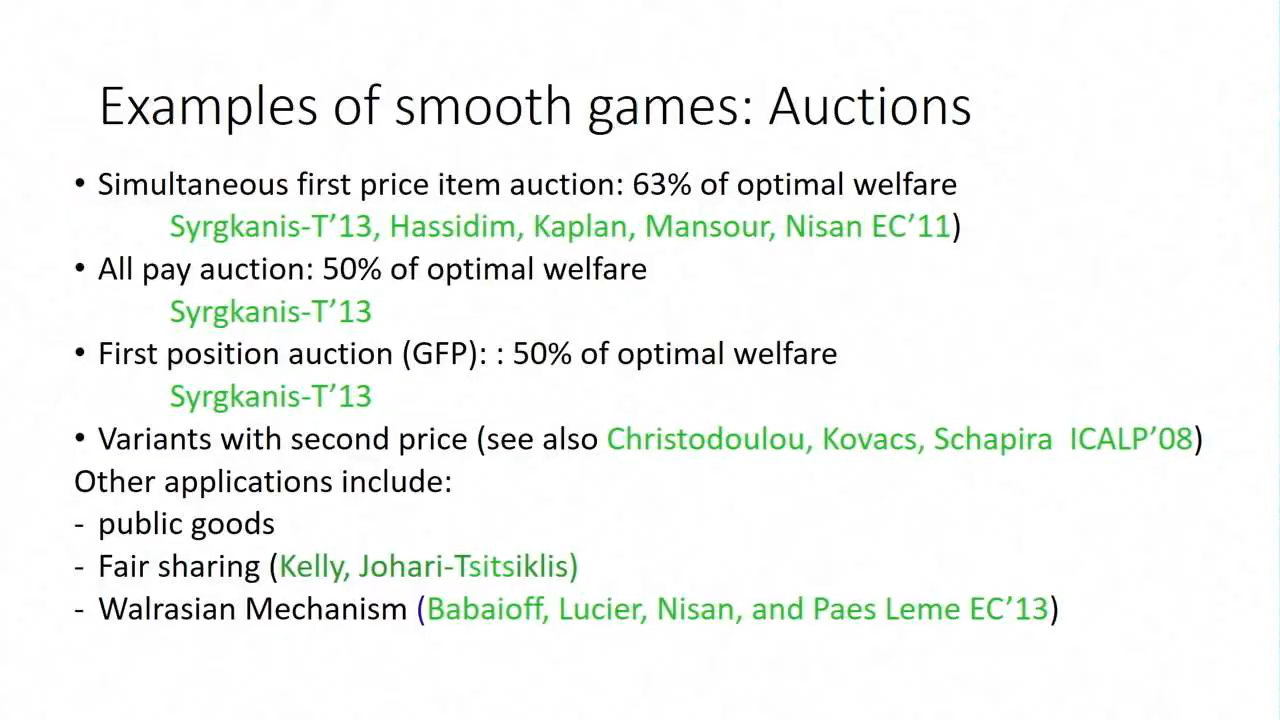 Examples of smooth games: Auctions
• Simultaneous first price item auction: 63% of optimal welfare
Syrgkanis-T’13, Hassidim, Kaplan, Mansour, Nisan EC’11)
• All pay auction: 50% of optimal welfare
Syrgkanis-T’13
• First position auction (GFP): : 50% of optimal welfare
Syrgkanis-T’13
• Variants with second price (see also Christodoulou, Kovacs, Schapira ICALP’08)
Other applications include:
- public goods
- Fair sharing (Kelly, Johari-Tsitsiklis)
- Walrasian Mechanism (Babaioff, Lucier, Nisan, and Paes Leme EC’13)